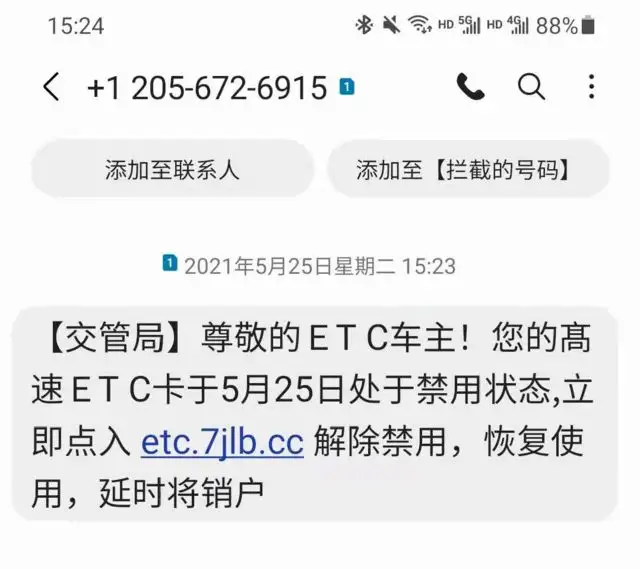 15:24 HD 5G HD 4G 88%
+1 205-672-6915 1
添加至联系人 添加至【拦截的号码】
1 2021年5月25日星期二 15:23
【交管局】尊敬的ＥＴＣ车主！您的髙
速ＥＴＣ卡于5月25日处于禁用状态,立
即点入 etc.7jlb.cc 解除禁用，恢复使
用，延时将销户